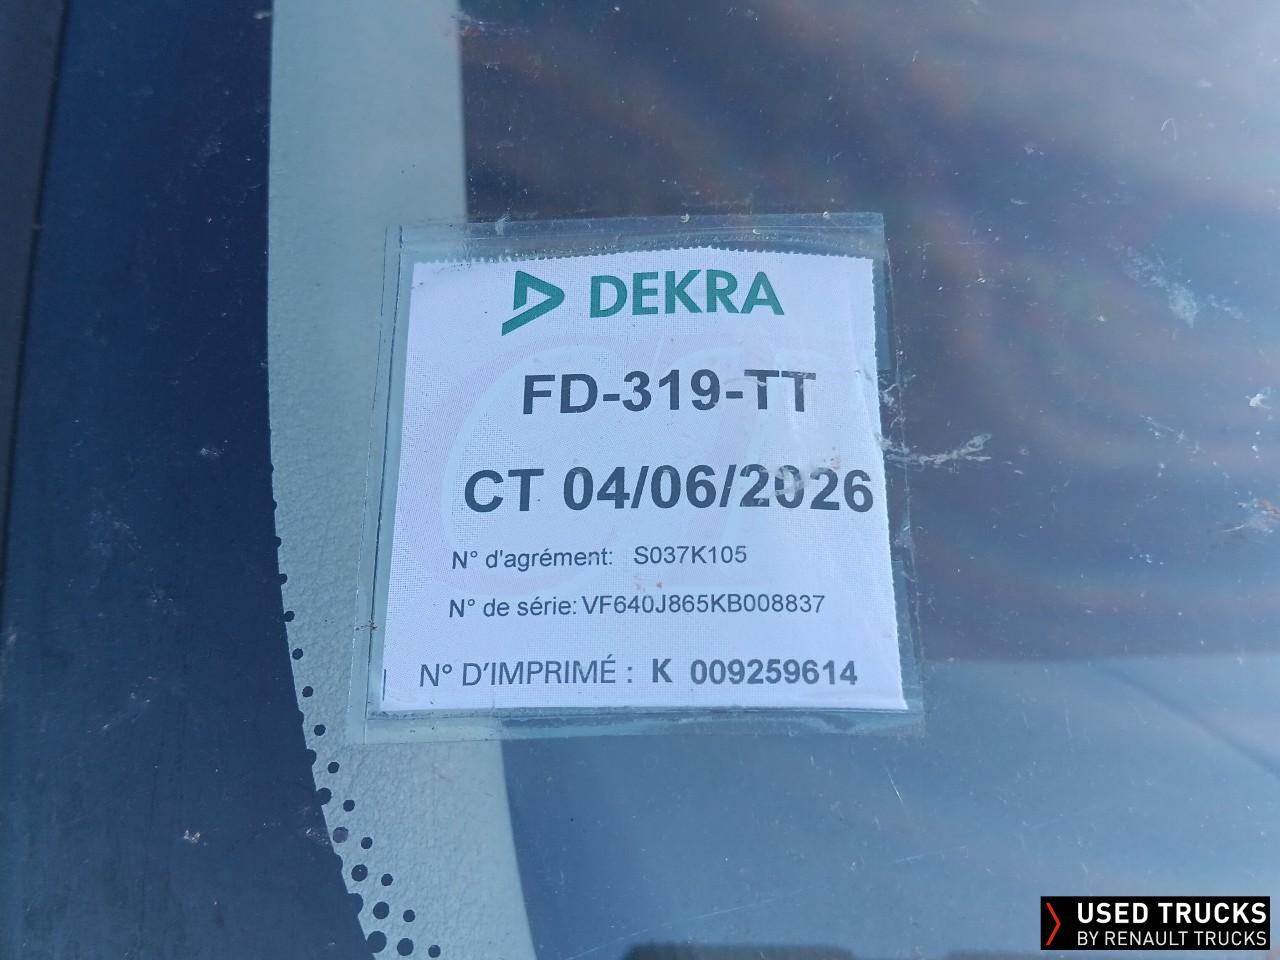 DEKRA
FD-319-TT
CT 04/06/2026
N° d'agrément: S037K105
N° de série: VF640J865KB008837
N° D'IMPRIMÉ : K 009259614
USED TRUCKS
BY RENAULT TRUCKS